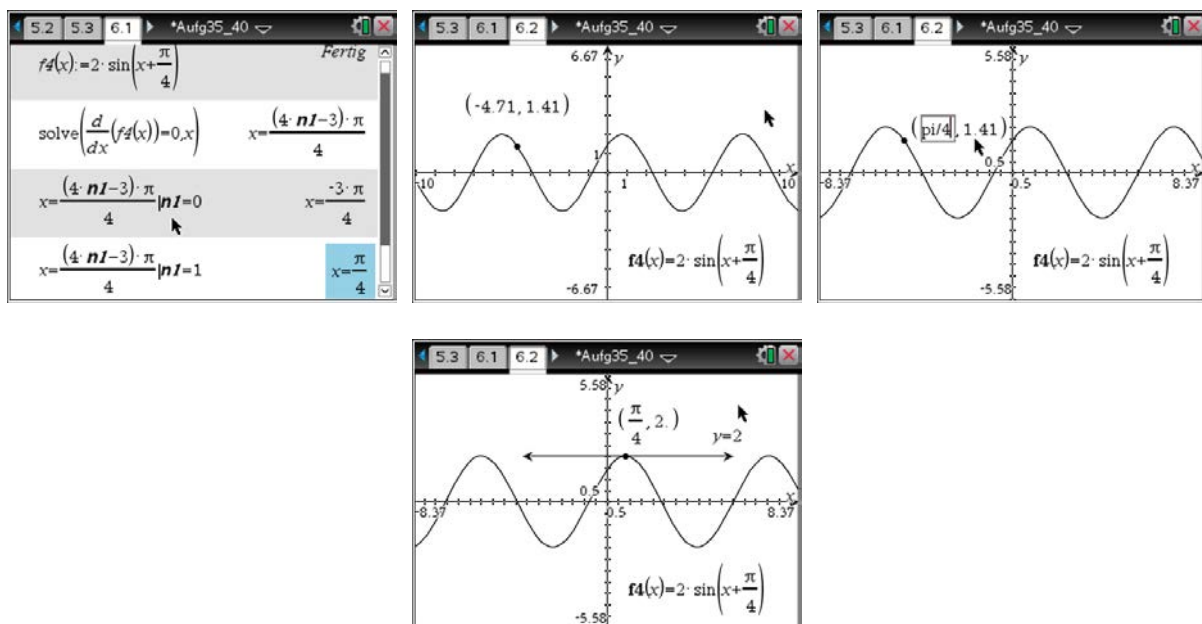 5.2 5.3 6.1 *Aufg35_40
f4(x):=2·sin(x+π/4) Fertig
solve(d/dx(f4(x))=0,x) x=(4·n1-3)·π/4
x=(4·n1-3)·π/4|n1=0 x=-3·π/4
x=(4·n1-3)·π/4|n1=1 x=π/4
5.3 6.1 6.2 *Aufg35_40
6.67 y
(-4.71, 1.41)
1
x
-10 1 10
f4(x)=2·sin(x+π/4)
-6.67
5.3 6.1 6.2 *Aufg35_40
5.58 y
(pi/4, 1.41)
0.5
x
-8.37 0.5 8.37
f4(x)=2·sin(x+π/4)
-5.58
5.3 6.1 6.2 *Aufg35_40
5.58 y
(π/4, 2.)
y=2
0.5
x
-8.37 0.5 8.37
f4(x)=2·sin(x+π/4)
-5.58